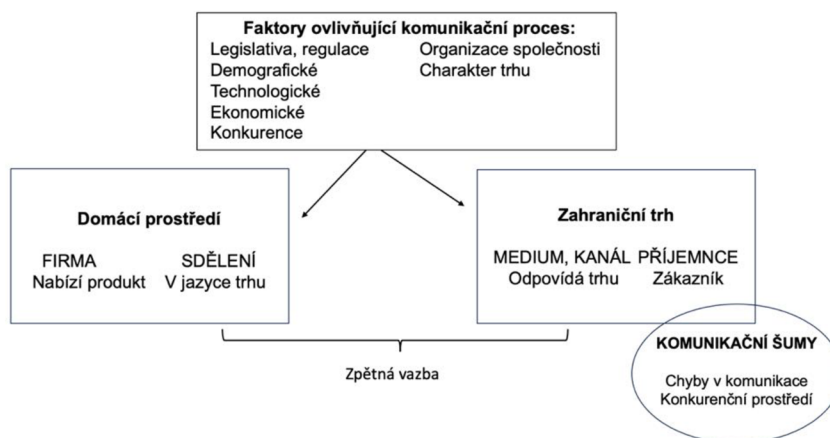 Faktory ovlivňující komunikační proces:
Legislativa, regulace Organizace společnosti
Demografické Charakter trhu
Technologické
Ekonomické
Konkurence
Domácí prostředí
FIRMA SDĚLENÍ
Nabízí produkt V jazyce trhu
Zahraniční trh
MEDIUM, KANÁL PŘÍJEMNCE
Odpovídá trhu Zákazník
KOMUNIKAČNÍ ŠUMY
Chyby v komunikace
Konkurenční prostředí
Zpětná vazba